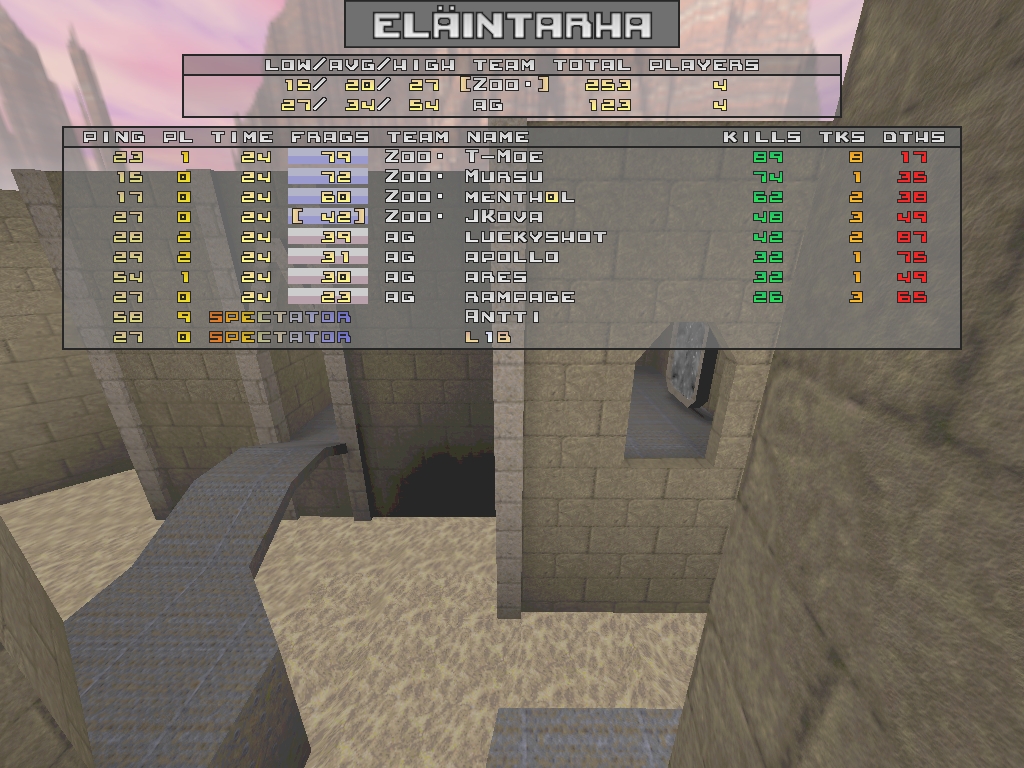 ELÄINTARHA
LOW/AVG/HIGH TEAM TOTAL PLAYERS
15/ 20/ 27 [ZOO·] 253 4
27/ 34/ 54 AG 123 4
PING PL TIME FRAGS TEAM NAME KILLS TKS DTHS
23 1 24 79 ZOO· T-MOE 89 8 17
15 0 24 72 ZOO· MURSU 74 1 35
17 0 24 60 ZOO· MENTHOL 62 2 38
27 0 24 [ 42] ZOO· JKOVA 48 3 49
28 2 24 39 AG LUCKYSHOT 42 2 87
29 2 24 31 AG APOLLO 32 1 75
54 1 24 30 AG ARES 32 1 49
27 0 24 23 AG RAMPAGE 26 3 65
58 9 SPECTATOR ANTTI
27 0 SPECTATOR